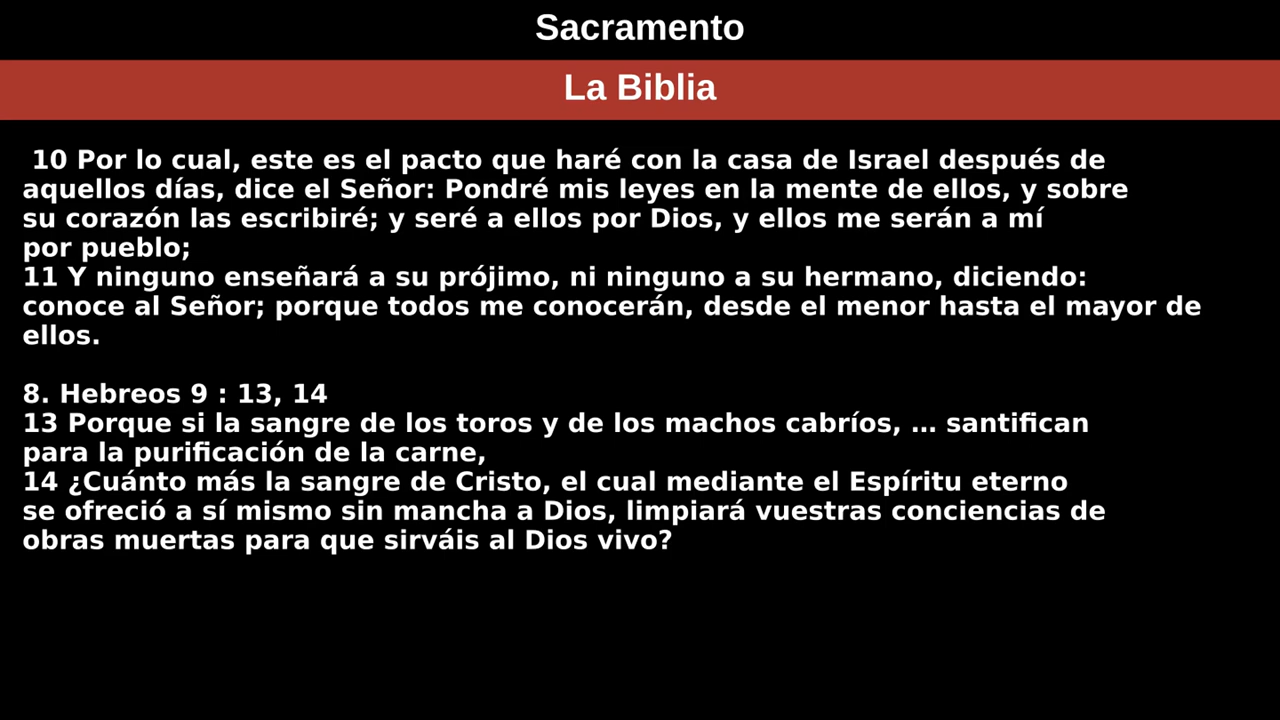 Sacramento
La Biblia
10 Por lo cual, este es el pacto que haré con la casa de Israel después de
aquellos días, dice el Señor: Pondré mis leyes en la mente de ellos, y sobre
su corazón las escribiré; y seré a ellos por Dios, y ellos me serán a mí
por pueblo;
11 Y ninguno enseñará a su prójimo, ni ninguno a su hermano, diciendo:
conoce al Señor; porque todos me conocerán, desde el menor hasta el mayor de
ellos.
8. Hebreos 9 : 13, 14
13 Porque si la sangre de los toros y de los machos cabríos, … santifican
para la purificación de la carne,
14 ¿Cuánto más la sangre de Cristo, el cual mediante el Espíritu eterno
se ofreció a sí mismo sin mancha a Dios, limpiará vuestras conciencias de
obras muertas para que sirváis al Dios vivo?